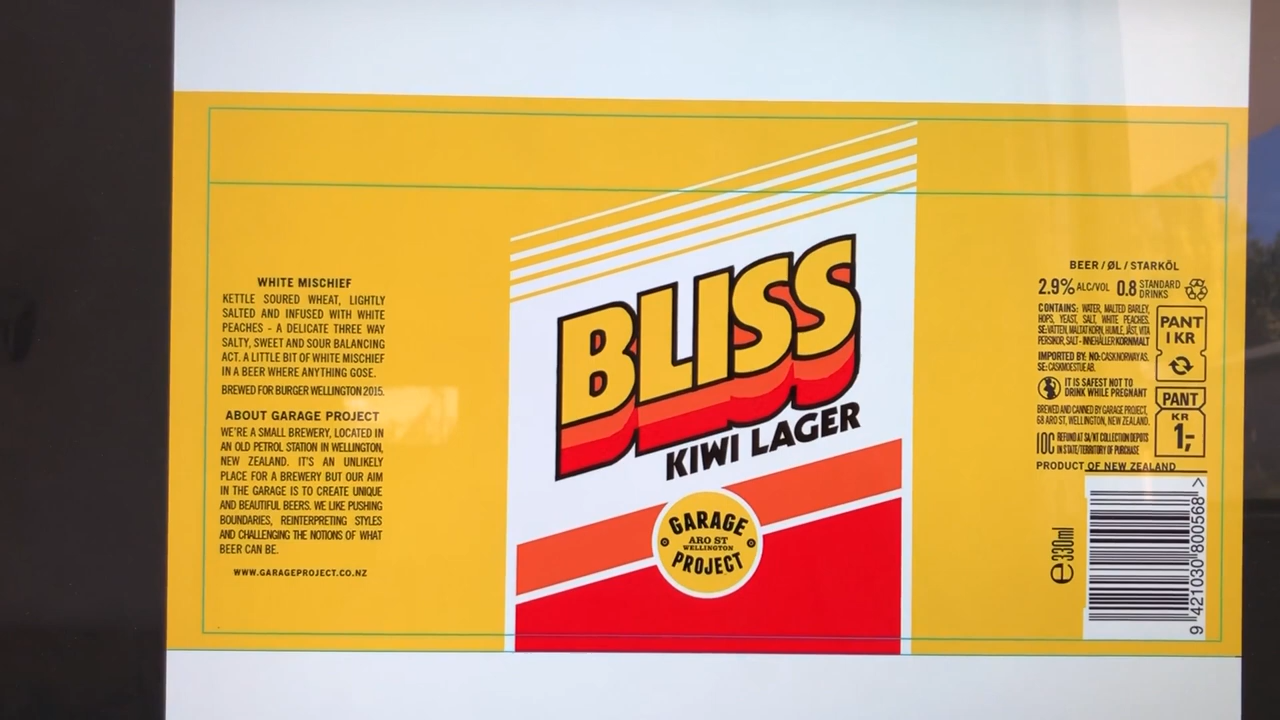 WHITE MISCHIEF
KETTLE SOURED WHEAT, LIGHTLY
SALTED AND INFUSED WITH WHITE
PEACHES - A DELICATE THREE WAY
SALTY, SWEET AND SOUR BALANCING
ACT. A LITTLE BIT OF WHITE MISCHIEF
IN A BEER WHERE ANYTHING GOSE.
BREWED FOR BURGER WELLINGTON 2015.
ABOUT GARAGE PROJECT
WE'RE A SMALL BREWERY, LOCATED IN
AN OLD PETROL STATION IN WELLINGTON,
NEW ZEALAND. IT'S AN UNLIKELY
PLACE FOR A BREWERY BUT OUR AIM
IN THE GARAGE IS TO CREATE UNIQUE
AND BEAUTIFUL BEERS. WE LIKE PUSHING
BOUNDARIES, REINTERPRETING STYLES
AND CHALLENGING THE NOTIONS OF WHAT
BEER CAN BE.
WWW.GARAGEPROJECT.CO.NZ
BLISS
KIWI LAGER
GARAGE
ARO ST
WELLINGTON
PROJECT
BEER / ØL / STARKÖL
2.9% ALC/VOL 0.8 STANDARD
DRINKS
CONTAINS: WATER, MALTED BARLEY,
HOPS, YEAST, SALT, WHITE PEACHES.
SE: VATTEN, MALTAT KORN, HUMLE, JÄST, VITA
PERSIKOR, SALT - INNEHÅLLER KORNMALT
IMPORTED BY: NO: CASK NORWAY AS.
SE: CASKMOESTUE AB.
IT IS SAFEST NOT TO
DRINK WHILE PREGNANT
BREWED AND CANNED BY GARAGE PROJECT,
68 ARO ST, WELLINGTON, NEW ZEALAND.
10C REFUND AT SA/NT COLLECTION DEPOTS
IN STATE/TERRITORY OF PURCHASE
PRODUCT OF NEW ZEALAND
PANT
1 KR
PANT
KR
1,-
e 330ml
9 421030 800568 >